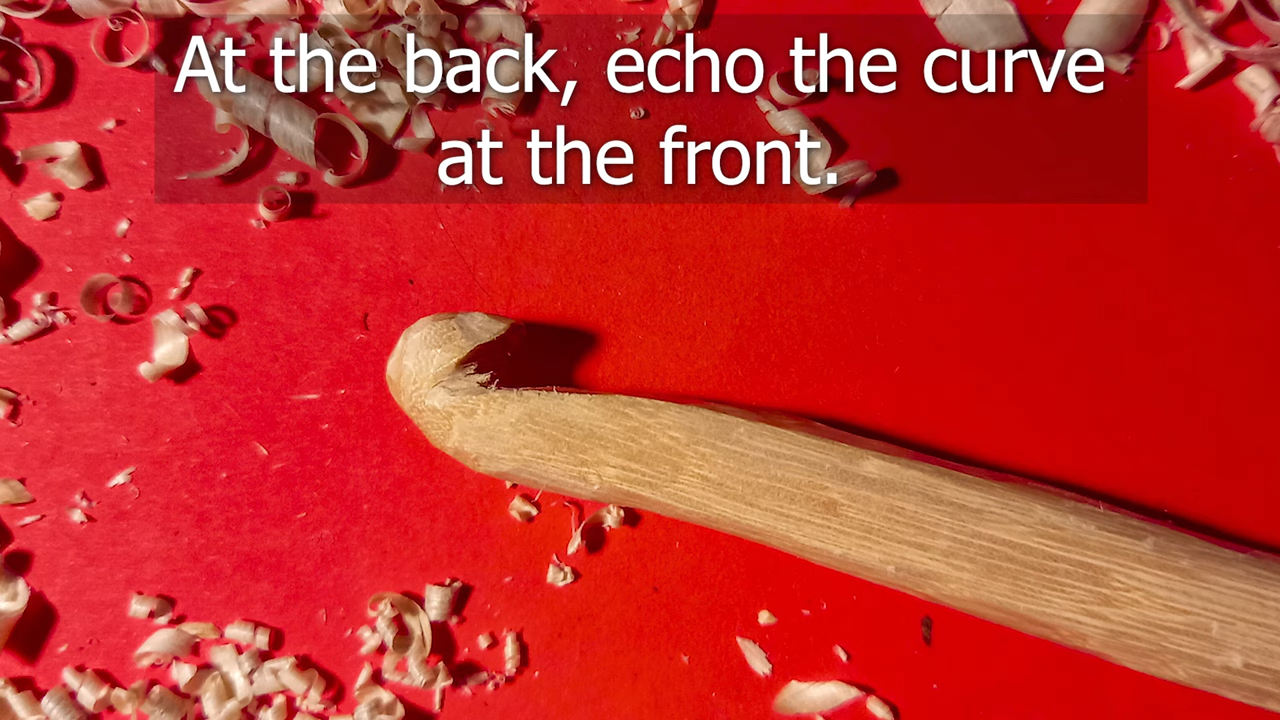 At the back, echo the curve
at the front.